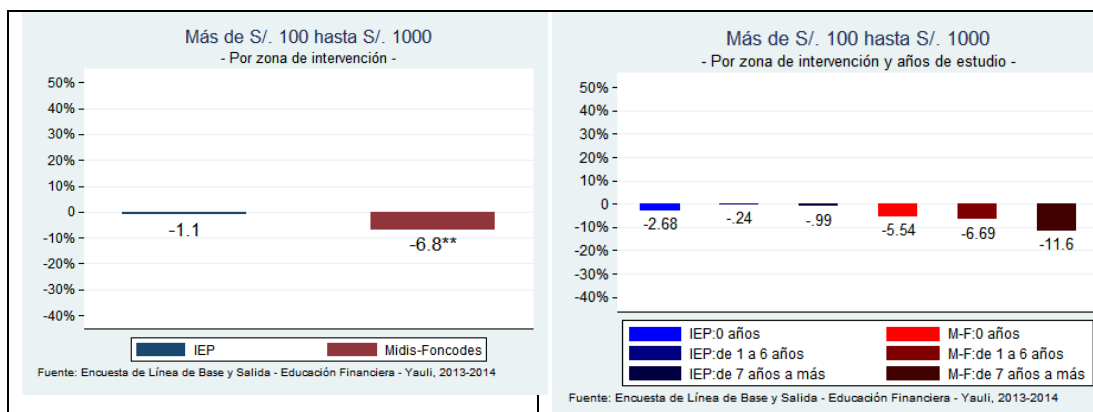 Más de S/. 100 hasta S/. 1000
- Por zona de intervención -
50%
40%
30%
20%
10%
0
-10%
-20%
-30%
-40%
-1.1
-6.8**
IEP
Midis-Foncodes
Fuente: Encuesta de Línea de Base y Salida - Educación Financiera - Yauli, 2013-2014
Más de S/. 100 hasta S/. 1000
- Por zona de intervención y años de estudio -
50%
40%
30%
20%
10%
0
-10%
-20%
-30%
-40%
-2.68
-.24
-.99
-5.54
-6.69
-11.6
IEP:0 años
M-F:0 años
IEP:de 1 a 6 años
M-F:de 1 a 6 años
IEP:de 7 años a más
M-F:de 7 años a más
Fuente: Encuesta de Línea de Base y Salida - Educación Financiera - Yauli, 2013-2014